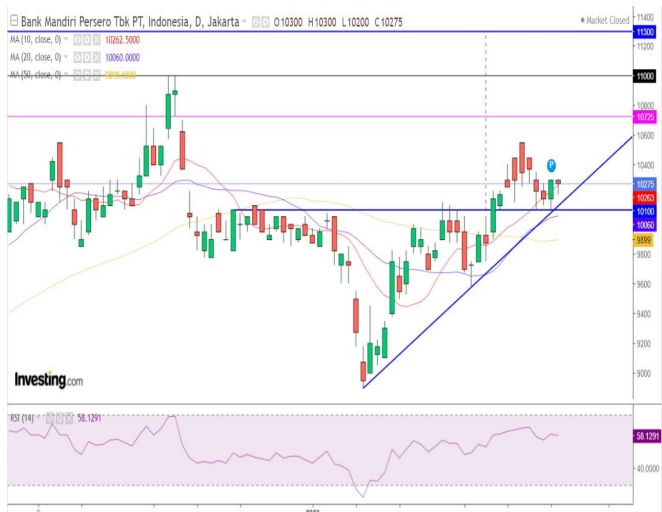 Bank Mandiri Persero Tbk PT, Indonesia, D, Jakarta O10300 H10300 L10200 C10275
Market Closed
MA (10, close, 0) 10262.5000
MA (20, close, 0) 10060.0000
MA (50, close, 0)
11400
11300
11000
10800
10725
10600
10400
10275
10263
10100
10060
9899
9800
9600
9400
9200
9000
P
Investing.com
RSI (14) 58.1291
58.1291
40.0000